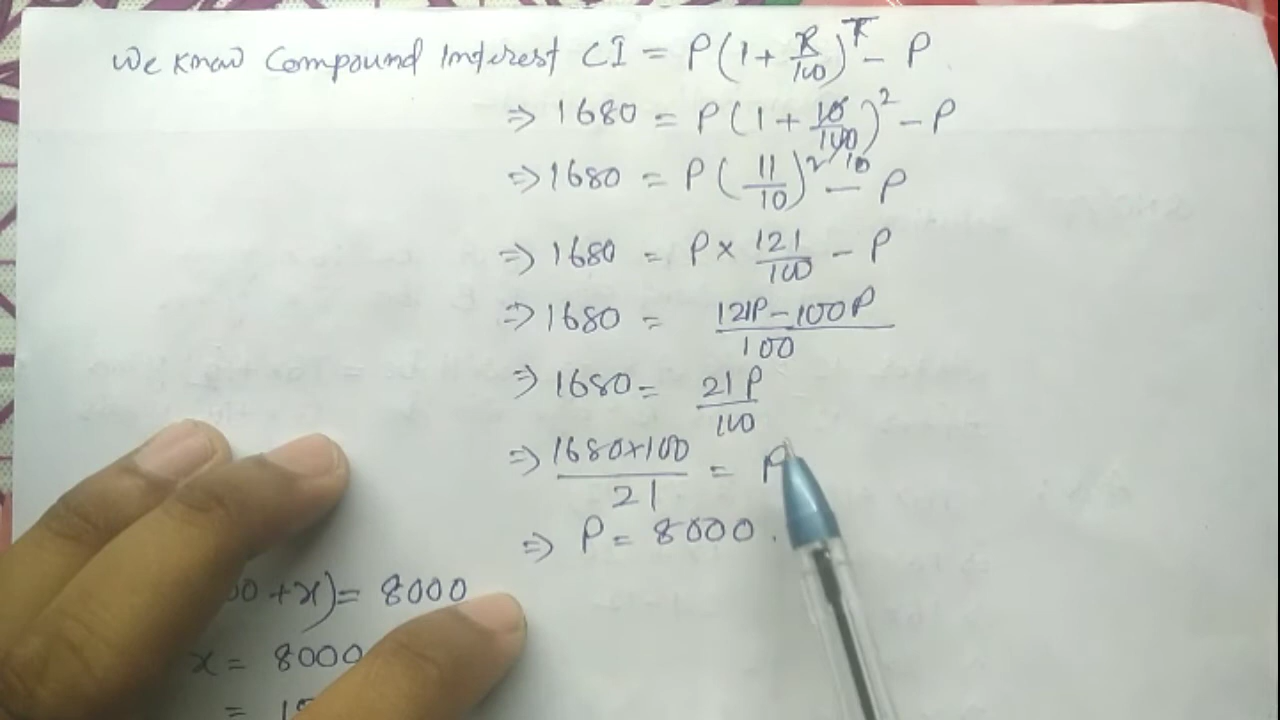 We know Compound Interest CI = P(1 + R/100)^T - P
⇒ 1680 = P(1 + 10/100)^2 - P
10
⇒ 1680 = P(11/10)^2 - P
⇒ 1680 = P × 121/100 - P
⇒ 1680 = 121P - 100P/100
⇒ 1680 = 21P/100
⇒ 1680×100/21 = P
⇒ P = 8000.
+x) = 8000
x = 8000
=